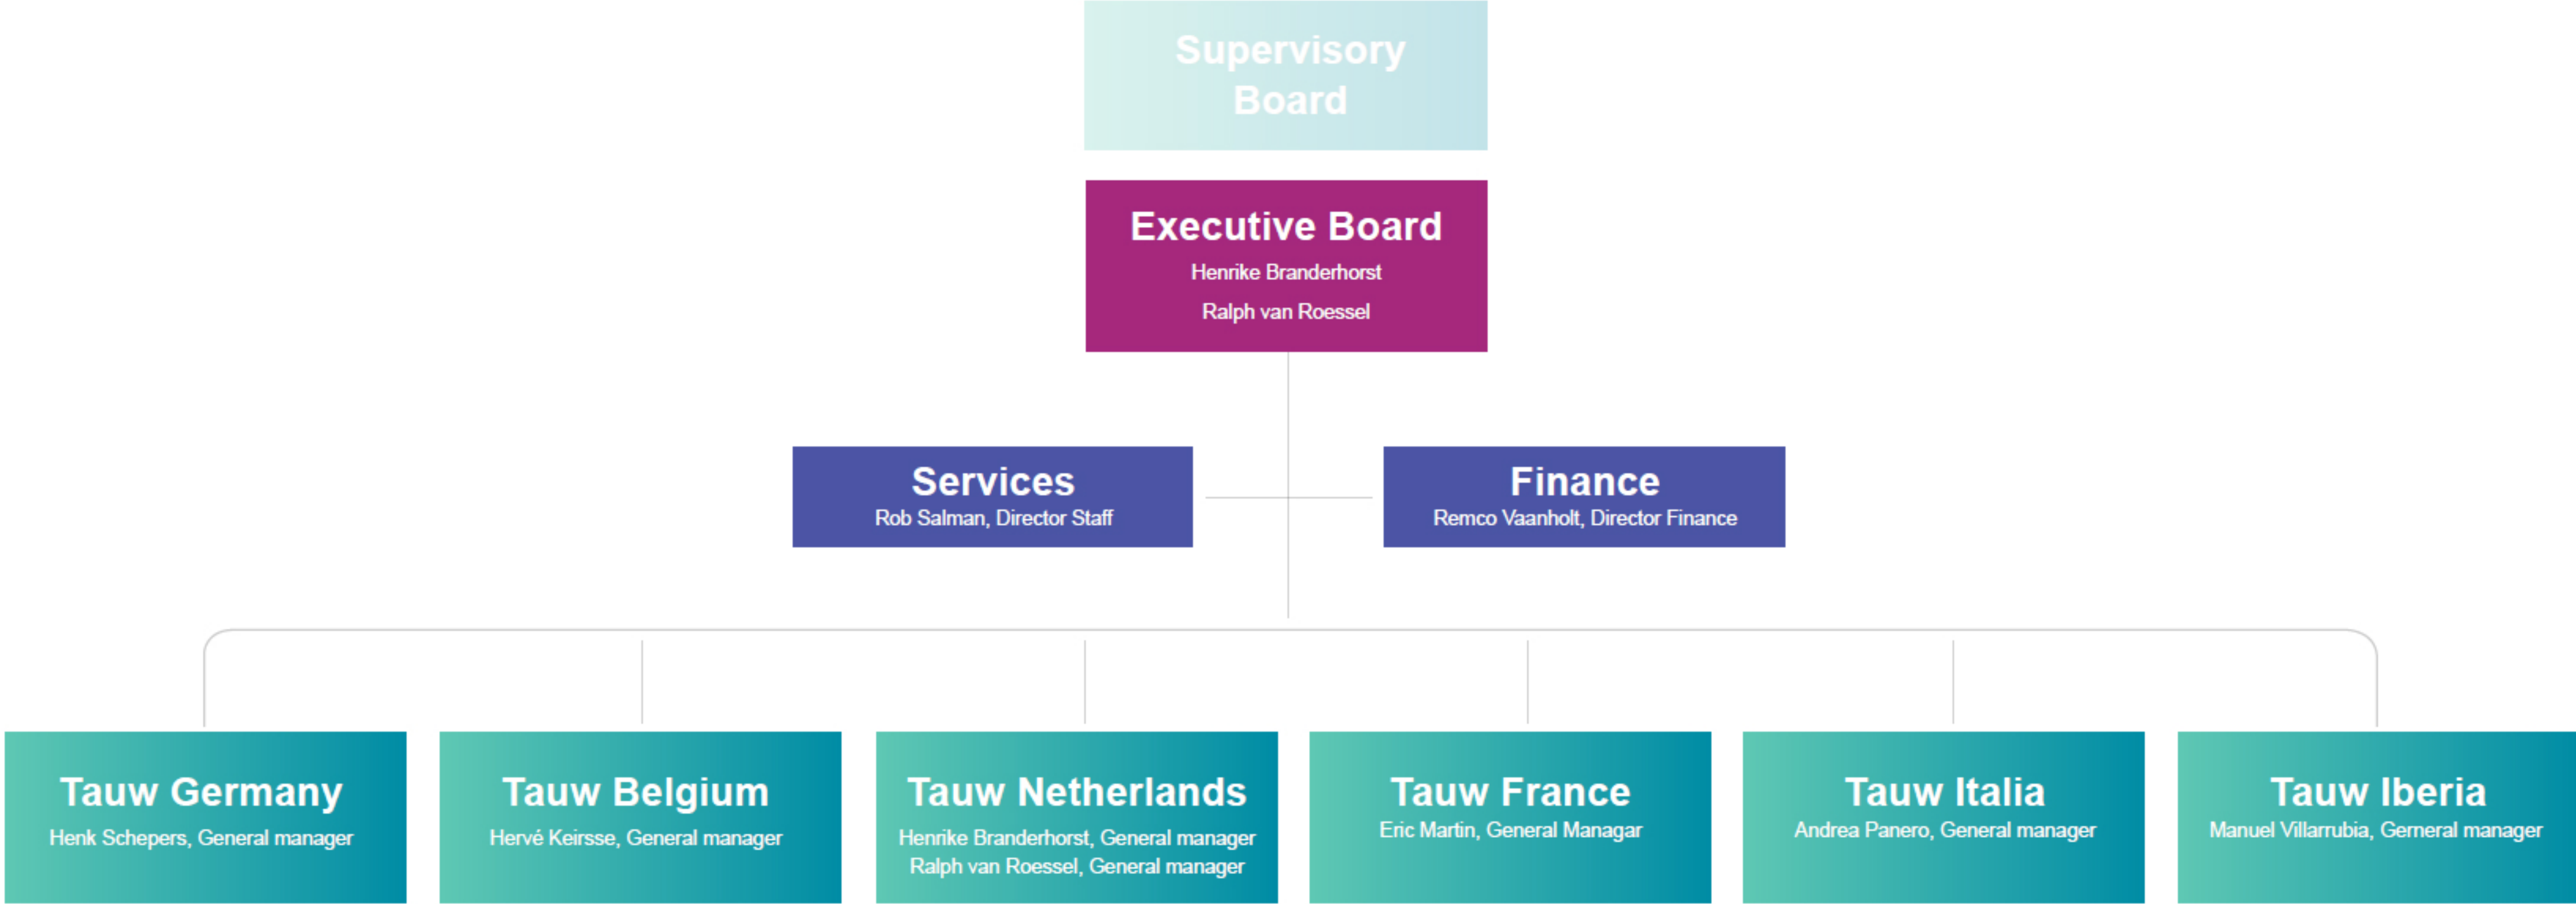 Supervisory
Board
Executive Board
Henrike Branderhorst
Ralph van Roessel
Services
Rob Salman, Director Staff
Finance
Remco Vaanholt, Director Finance
Tauw Germany
Henk Schepers, General manager
Tauw Belgium
Hervé Keirsse, General manager
Tauw Netherlands
Henrike Branderhorst, General manager
Ralph van Roessel, General manager
Tauw France
Eric Martin, General Managar
Tauw Italia
Andrea Panero, General manager
Tauw Iberia
Manuel Villarrubia, Gerneral manager